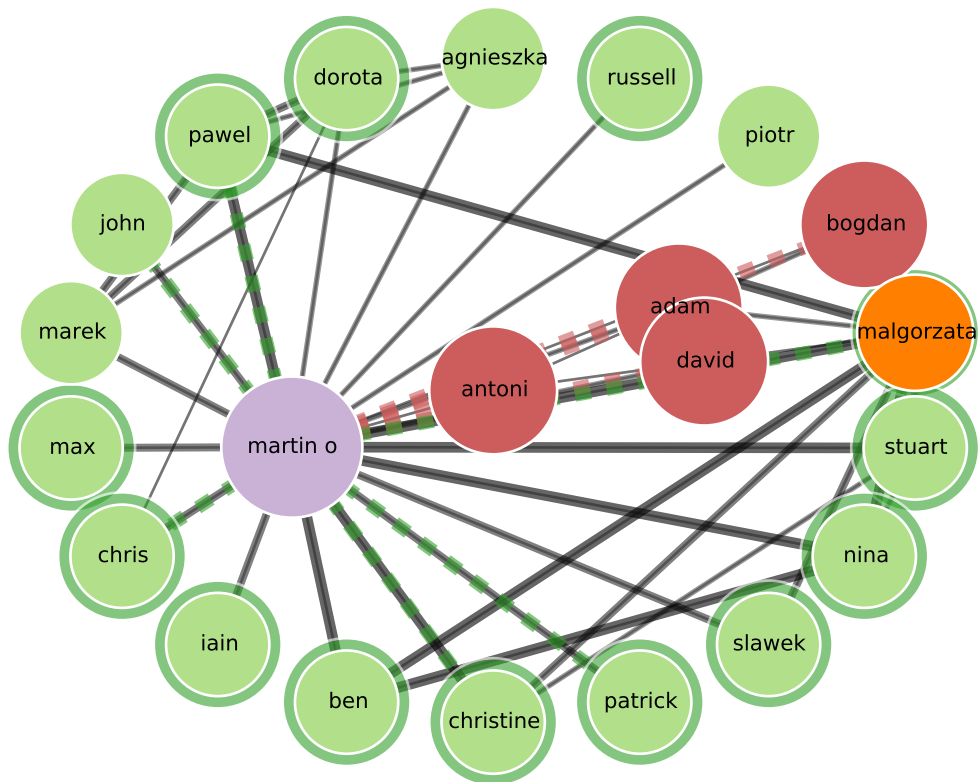 agnieszka
dorota
russell
pawel
piotr
john
bogdan
adam
marek
malgorzata
david
antoni
martin o
max
stuart
chris
nina
iain
slawek
ben
patrick
christine